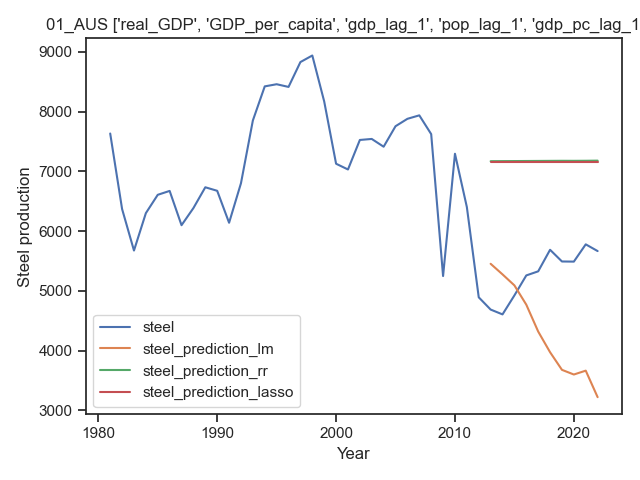 01_AUS ['real_GDP', 'GDP_per_capita', 'gdp_lag_1', 'pop_lag_1', 'gdp_pc_lag_1
9000
8000
7000
6000
5000
4000
3000
Steel production
steel
steel_prediction_lm
steel_prediction_rr
steel_prediction_lasso
1980 1990 2000 2010 2020
Year